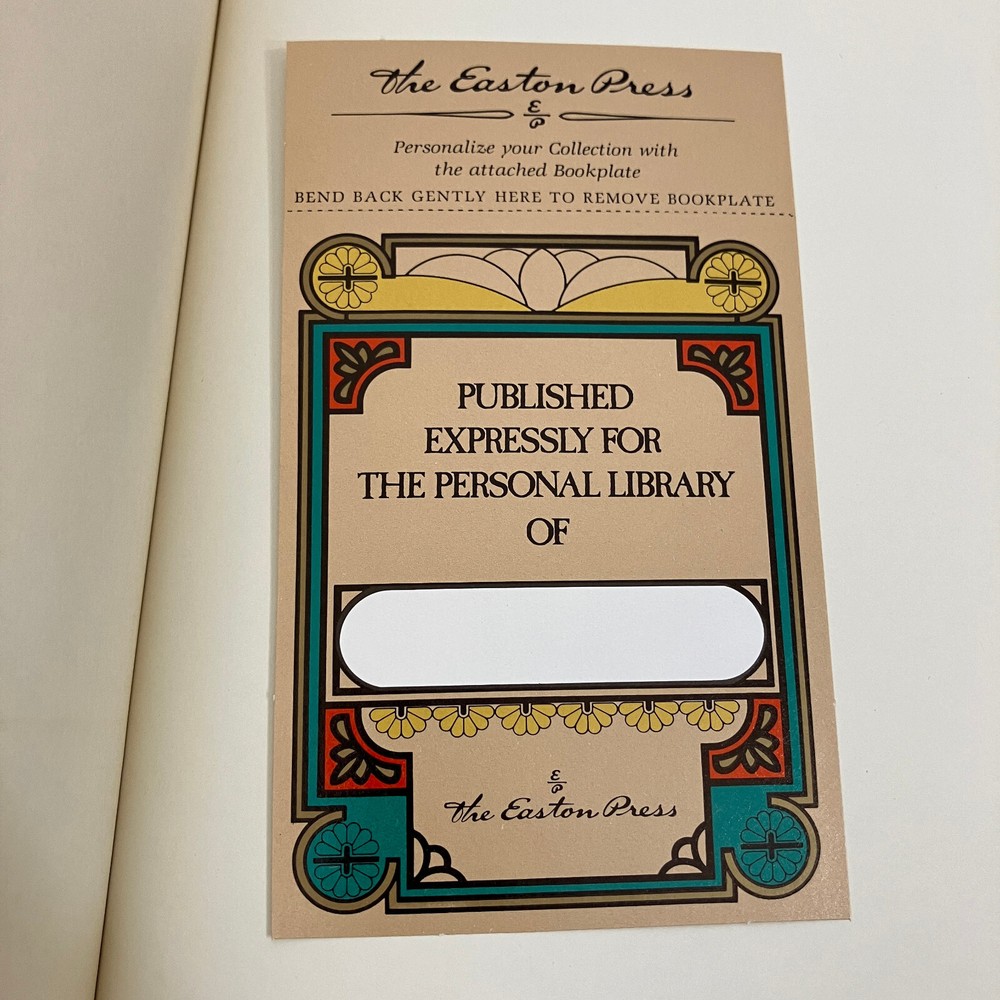 The Easton Press
E
P
Personalize your Collection with
the attached Bookplate
BEND BACK GENTLY HERE TO REMOVE BOOKPLATE
PUBLISHED
EXPRESSLY FOR
THE PERSONAL LIBRARY
OF
E
P
The Easton Press